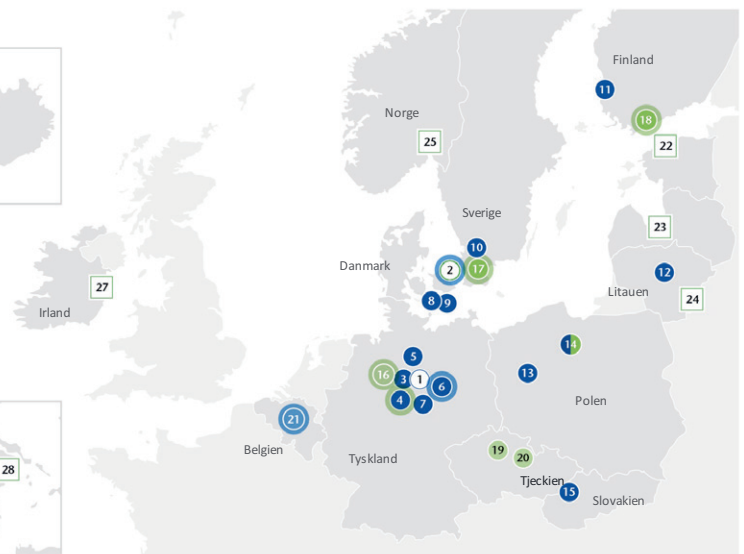 Finland
11
18
Norge
25
22
Sverige
23
10
Danmark
2
17
12
27
Litauen
24
8
9
Irland
14
5
16
3
1
6
13
4
7
Polen
21
Belgien
19
20
Tyskland
28
Tjeckien
15
Slovakien